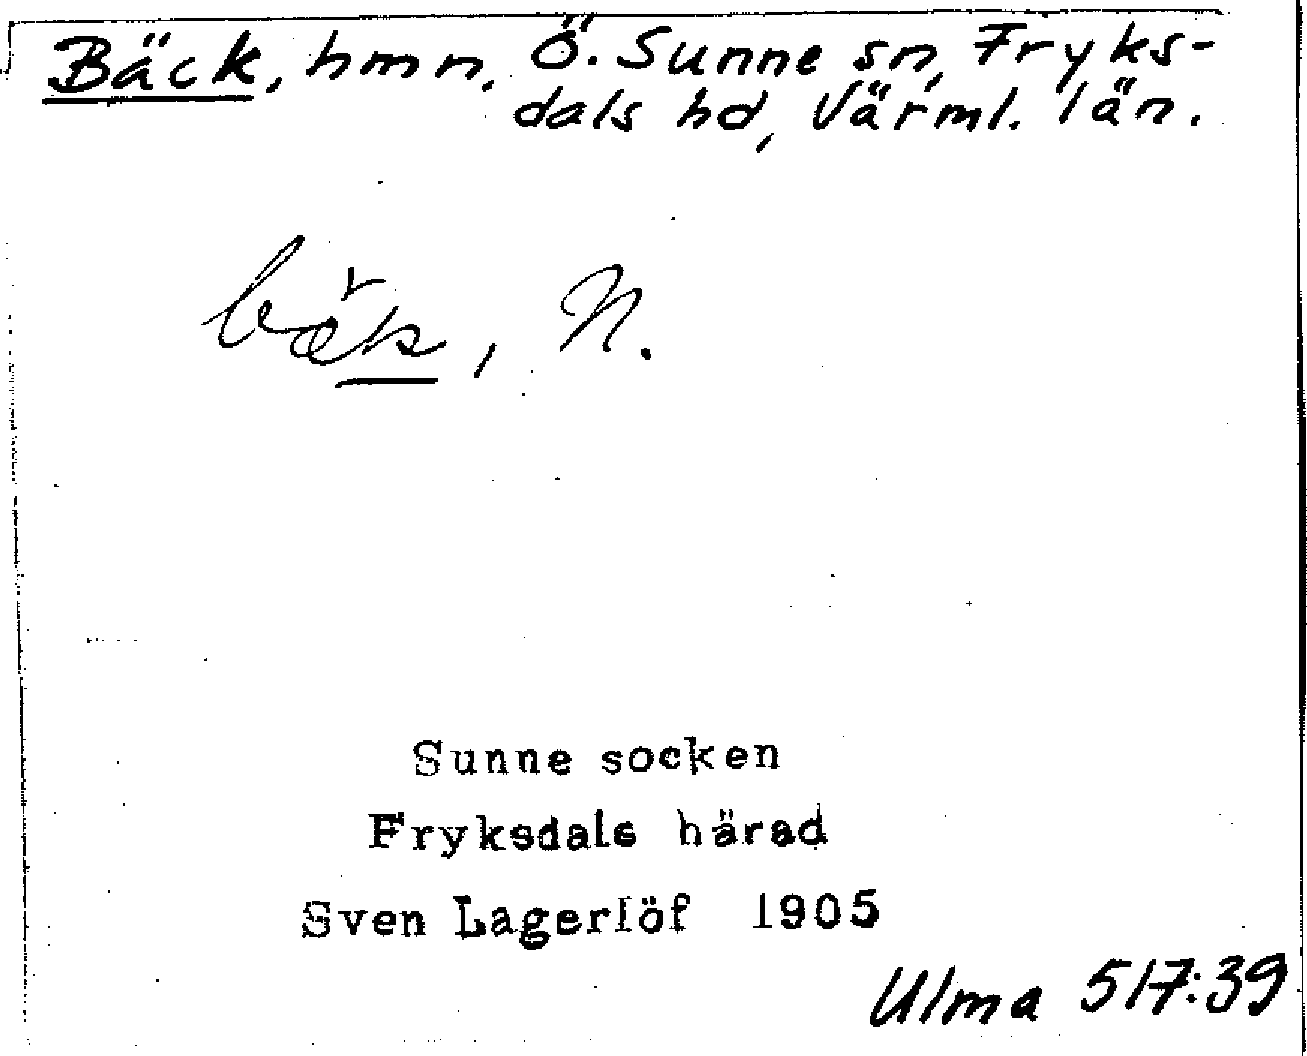 Bäck, hmn, Ö. Sunne sn, Fryks-
dals hd, Värml. län.
bäk, N.
Sunne socken
Fryksdals härad
Sven Lagerlöf 1905
Ulma 517:39